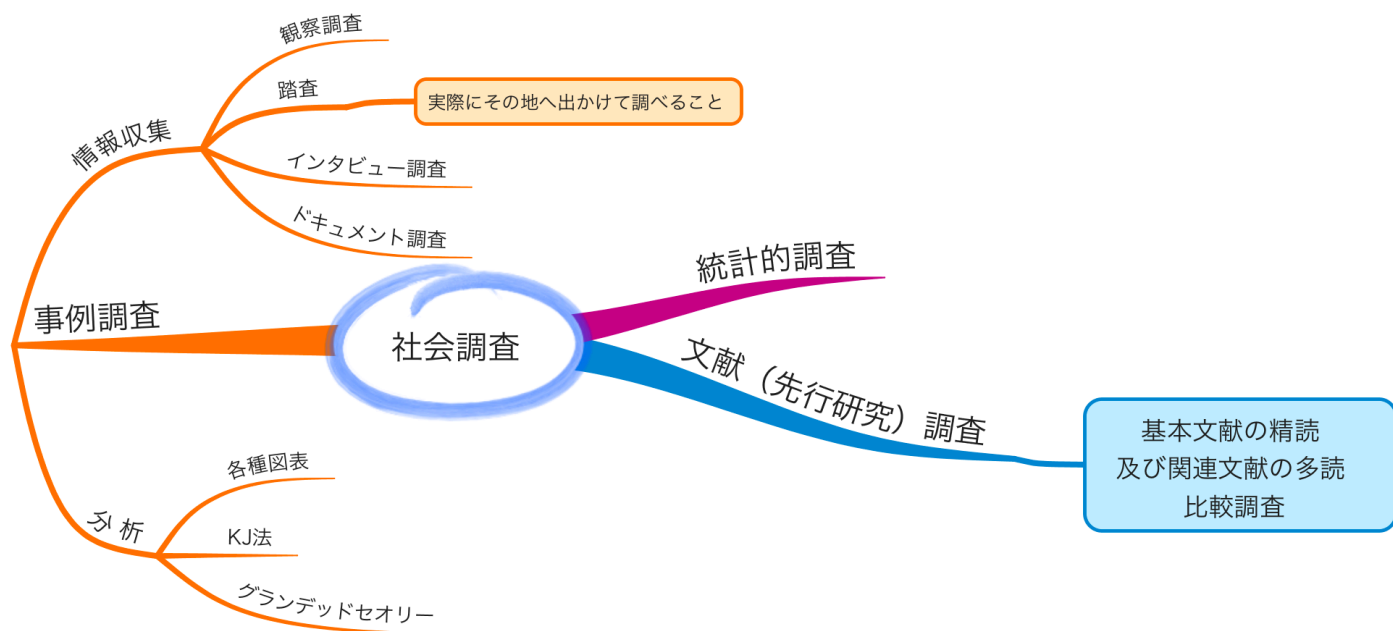 観察調査
踏査
実際にその地へ出かけて調べること
情報収集
インタビュー調査
ドキュメント調査
統計的調査
事例調査
社会調査
文献（先行研究）調査
基本文献の精読
及び関連文献の多読
比較調査
各種図表
分析
KJ法
グランデッドセオリー